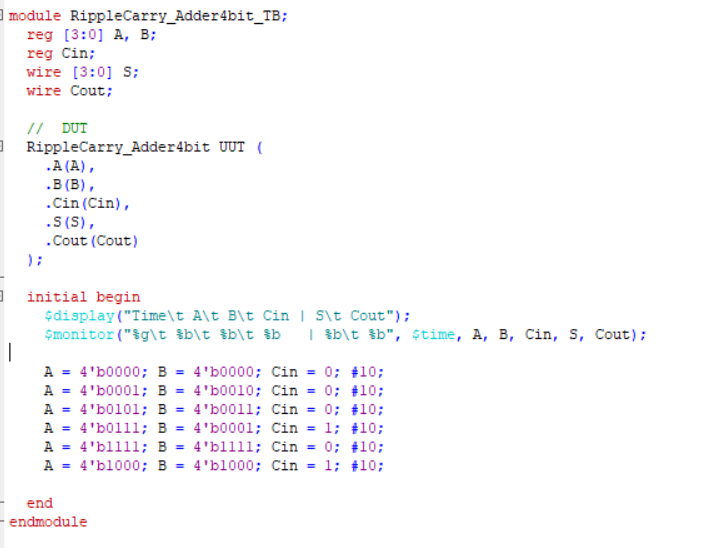 module RippleCarry_Adder4bit_TB;
reg [3:0] A, B;
reg Cin;
wire [3:0] S;
wire Cout;
// DUT
RippleCarry_Adder4bit UUT (
.A(A),
.B(B),
.Cin(Cin),
.S(S),
.Cout(Cout)
);
initial begin
$display("Time\t A\t B\t Cin | S\t Cout");
$monitor("%g\t %b\t %b\t %b   | %b\t %b", $time, A, B, Cin, S, Cout);
A = 4'b0000; B = 4'b0000; Cin = 0; #10;
A = 4'b0001; B = 4'b0010; Cin = 0; #10;
A = 4'b0101; B = 4'b0011; Cin = 0; #10;
A = 4'b0111; B = 4'b0001; Cin = 1; #10;
A = 4'b1111; B = 4'b1111; Cin = 0; #10;
A = 4'b1000; B = 4'b1000; Cin = 1; #10;
end
endmodule